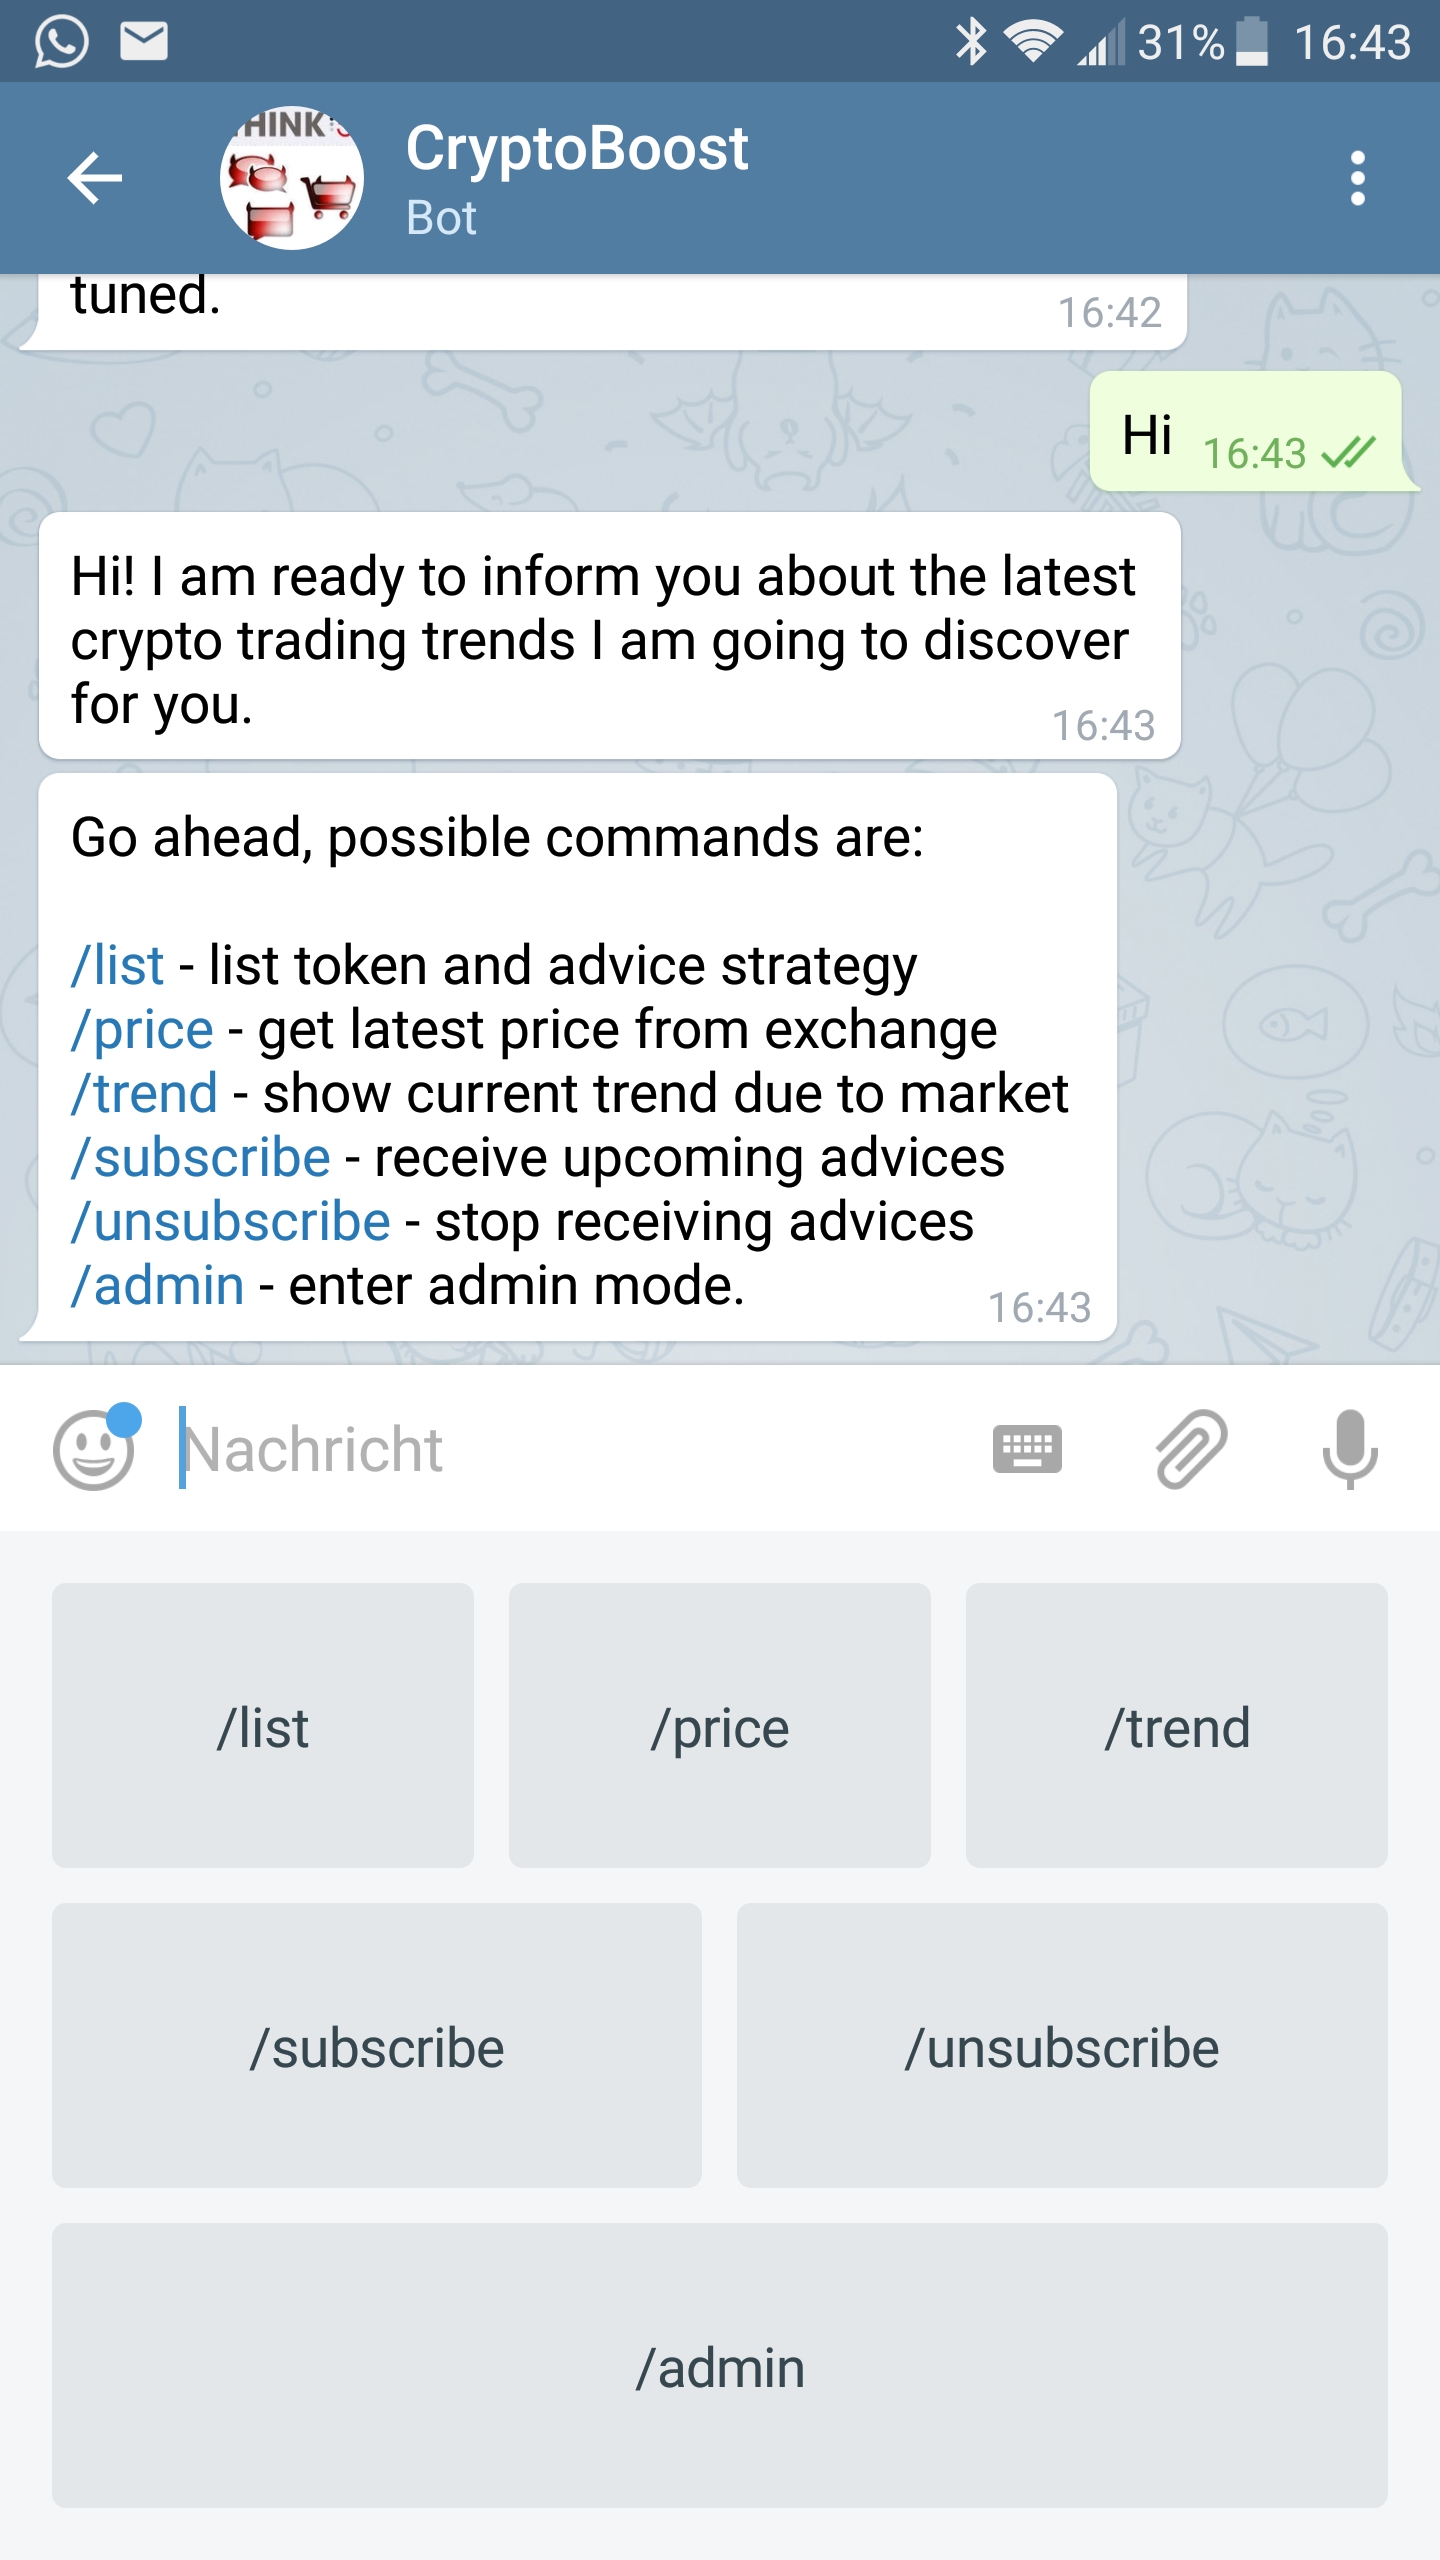 31% 16:43
THINK
CryptoBoost
Bot
tuned.
16:42
Hi 16:43
Hi! I am ready to inform you about the latest
crypto trading trends I am going to discover
for you.
16:43
Go ahead, possible commands are:
/list - list token and advice strategy
/price - get latest price from exchange
/trend - show current trend due to market
/subscribe - receive upcoming advices
/unsubscribe - stop receiving advices
/admin - enter admin mode.
16:43
Nachricht
/list /price /trend
/subscribe /unsubscribe
/admin